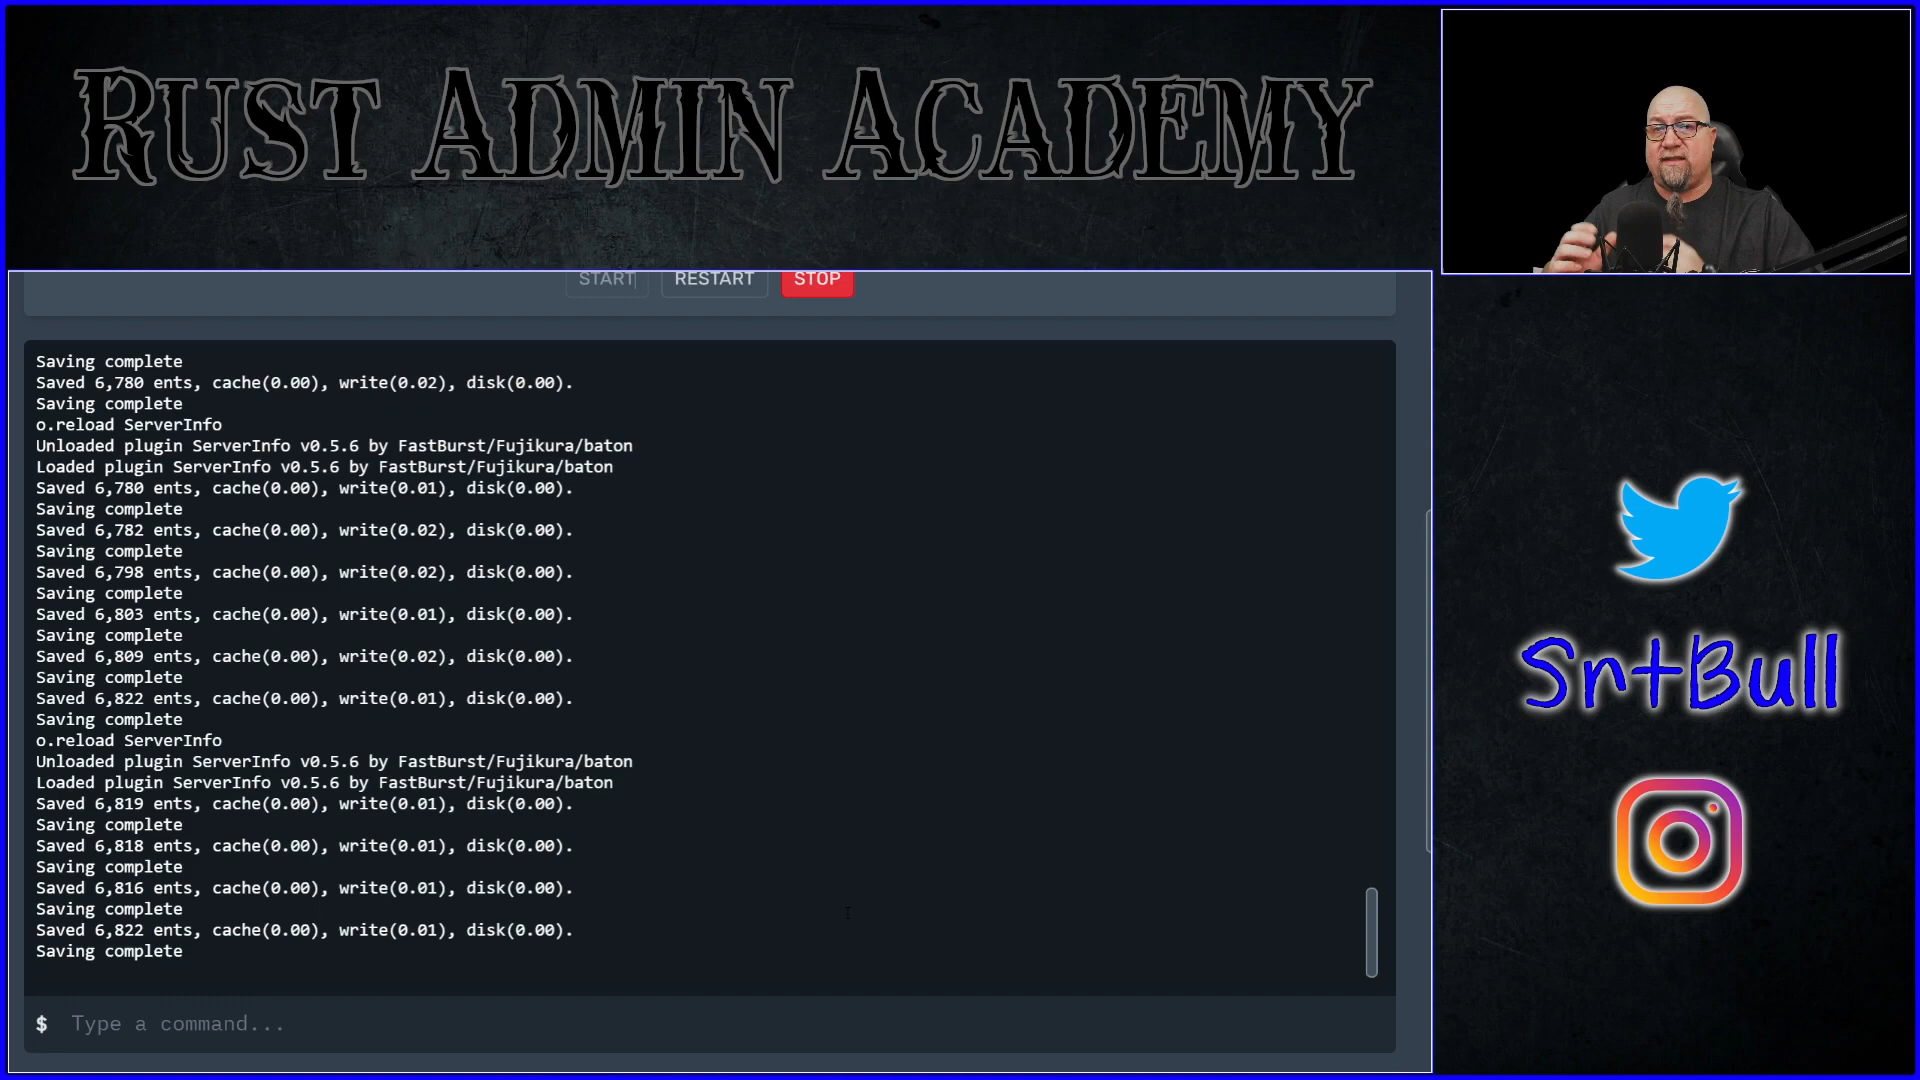 RUST ADMIN ACADEMY
START RESTART STOP
Saving complete
Saved 6,780 ents, cache(0.00), write(0.02), disk(0.00).
Saving complete
o.reload ServerInfo
Unloaded plugin ServerInfo v0.5.6 by FastBurst/Fujikura/baton
Loaded plugin ServerInfo v0.5.6 by FastBurst/Fujikura/baton
Saved 6,780 ents, cache(0.00), write(0.01), disk(0.00).
Saving complete
Saved 6,782 ents, cache(0.00), write(0.02), disk(0.00).
Saving complete
Saved 6,798 ents, cache(0.00), write(0.02), disk(0.00).
Saving complete
Saved 6,803 ents, cache(0.00), write(0.01), disk(0.00).
Saving complete
Saved 6,809 ents, cache(0.00), write(0.02), disk(0.00).
Saving complete
Saved 6,822 ents, cache(0.00), write(0.01), disk(0.00).
Saving complete
o.reload ServerInfo
Unloaded plugin ServerInfo v0.5.6 by FastBurst/Fujikura/baton
Loaded plugin ServerInfo v0.5.6 by FastBurst/Fujikura/baton
Saved 6,819 ents, cache(0.00), write(0.01), disk(0.00).
Saving complete
Saved 6,818 ents, cache(0.00), write(0.01), disk(0.00).
Saving complete
Saved 6,816 ents, cache(0.00), write(0.01), disk(0.00).
Saving complete
Saved 6,822 ents, cache(0.00), write(0.01), disk(0.00).
Saving complete
$ Type a command...
SntBull